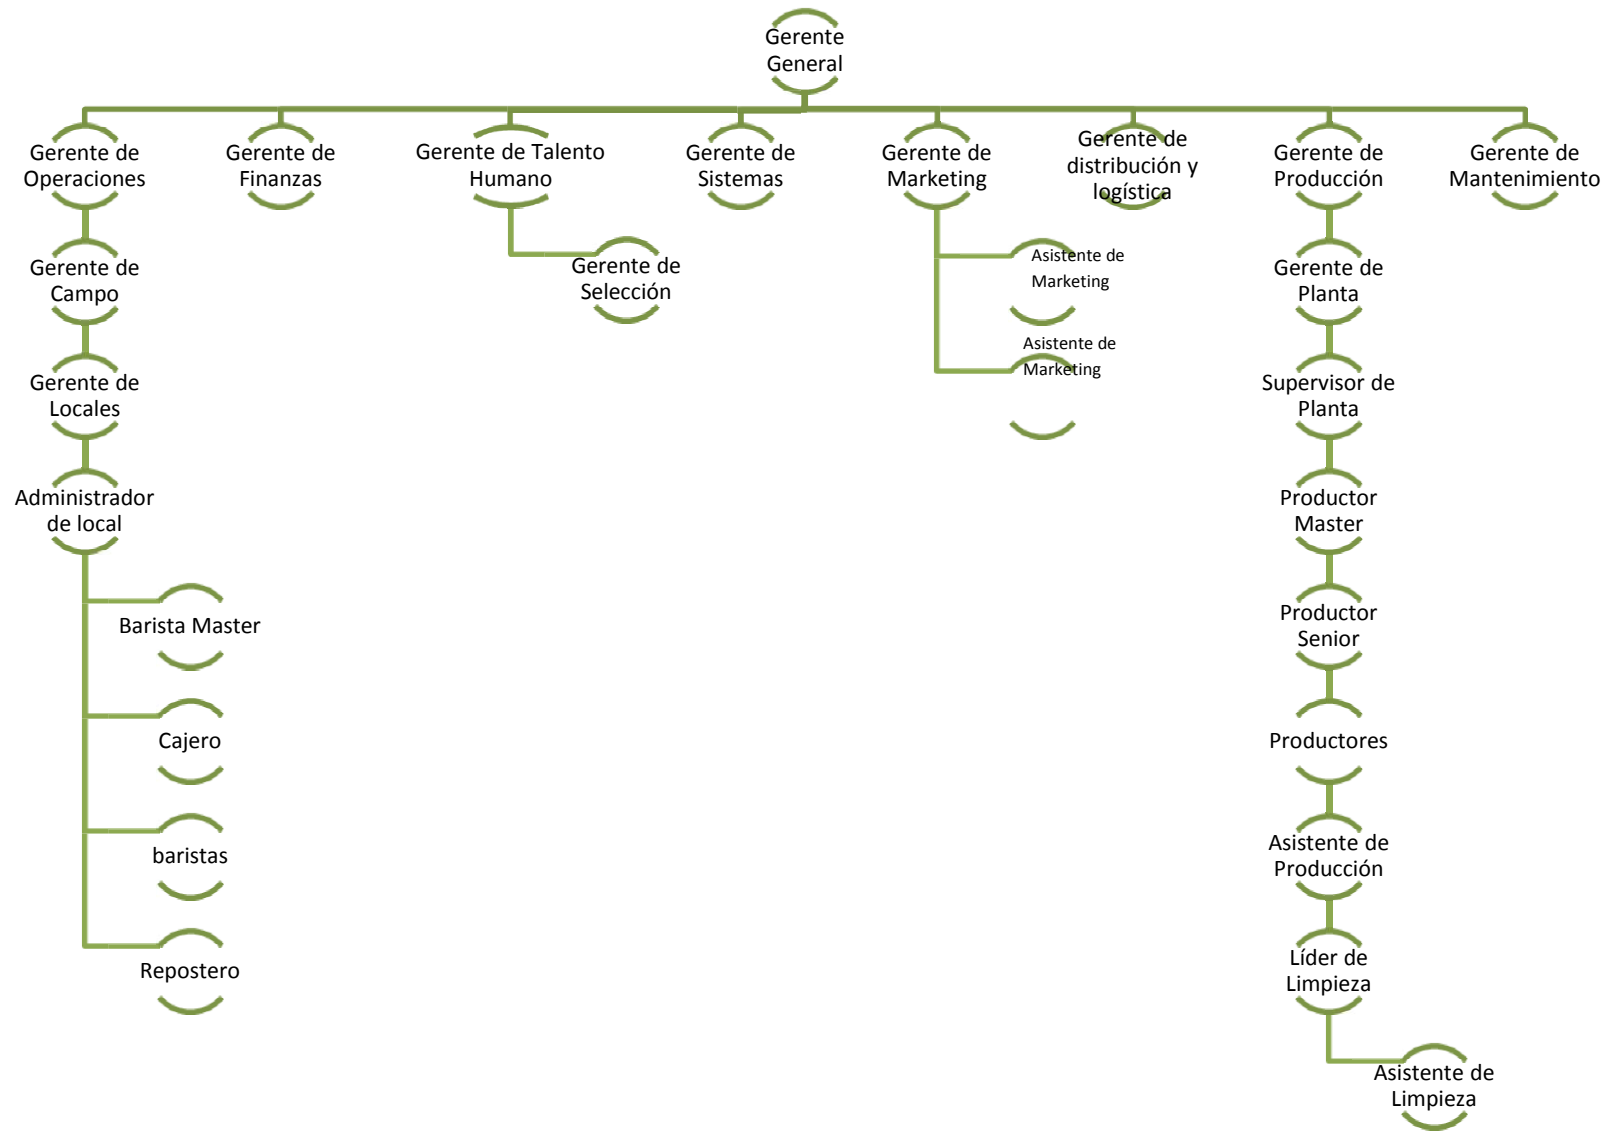 Gerente
General
Gerente de
Operaciones
Gerente de
Finanzas
Gerente de Talento
Humano
Gerente de
Sistemas
Gerente de
Marketing
Gerente de
distribución y
logística
Gerente de
Producción
Gerente de
Mantenimiento
Gerente de
Campo
Gerente de
Selección
Asistente de
Marketing
Gerente de
Planta
Gerente de
Locales
Asistente de
Marketing
Supervisor de
Planta
Administrador
de local
Productor
Master
Barista Master
Productor
Senior
Cajero
Productores
baristas
Asistente de
Producción
Repostero
Líder de
Limpieza
Asistente de
Limpieza